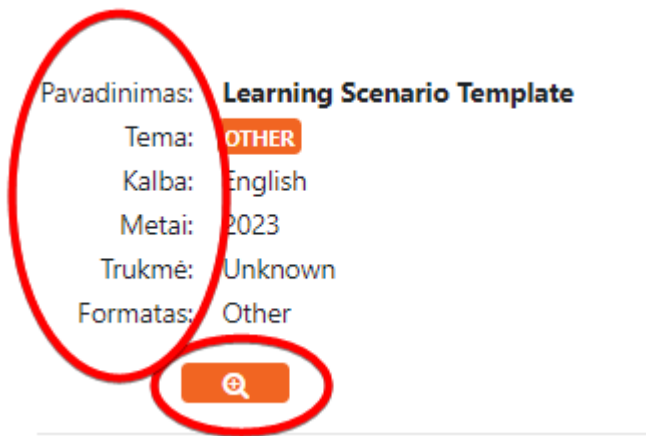 Pavadinimas: Learning Scenario Template
Tema: OTHER
Kalba: English
Metai: 2023
Trukmė: Unknown
Formatas: Other